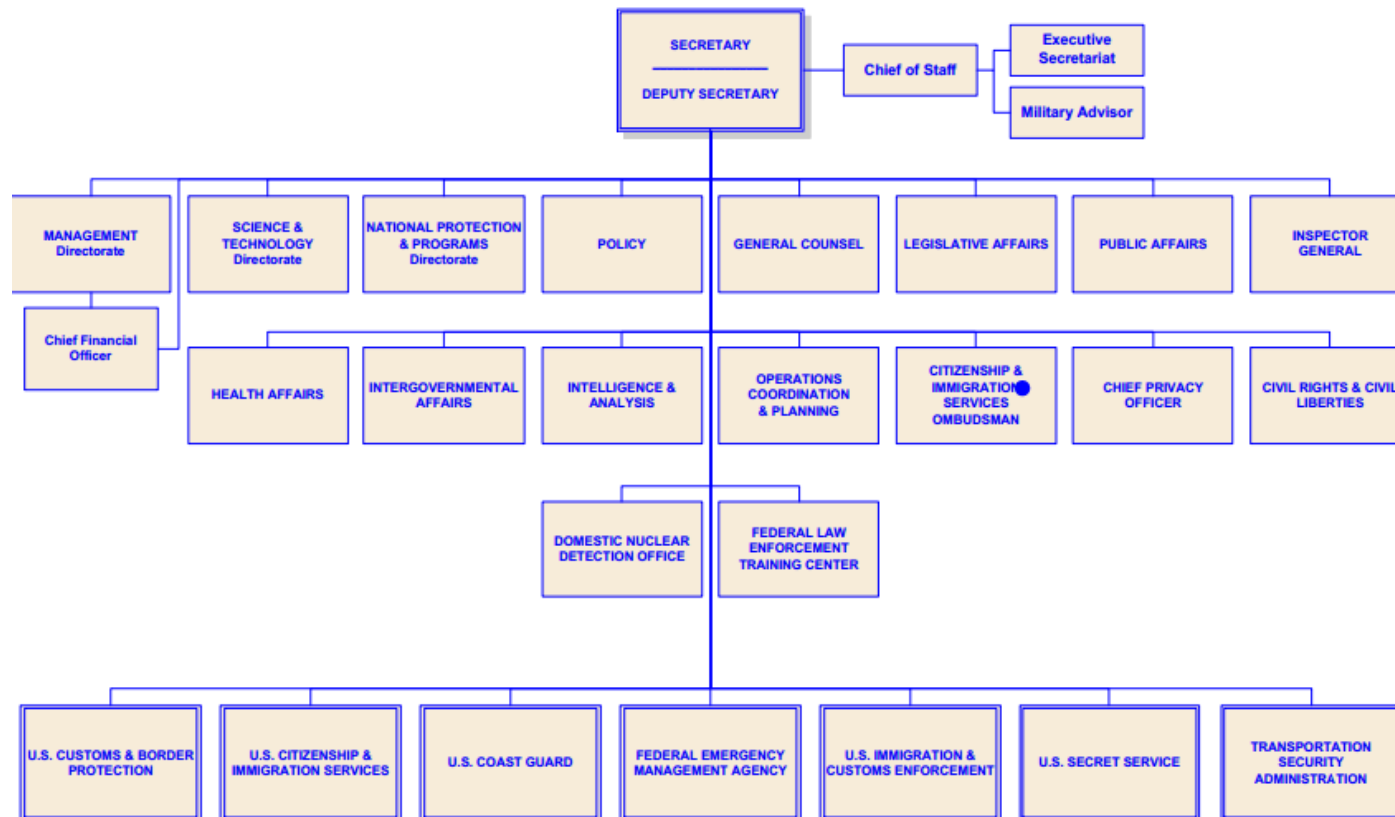 SECRETARY
DEPUTY SECRETARY
Chief of Staff
Executive
Secretariat
Military Advisor
MANAGEMENT
Directorate
SCIENCE &
TECHNOLOGY
Directorate
NATIONAL PROTECTION
& PROGRAMS
Directorate
POLICY
GENERAL COUNSEL
LEGISLATIVE AFFAIRS
PUBLIC AFFAIRS
INSPECTOR
GENERAL
Chief Financial
Officer
HEALTH AFFAIRS
INTERGOVERNMENTAL
AFFAIRS
INTELLIGENCE &
ANALYSIS
OPERATIONS
COORDINATION
& PLANNING
CITIZENSHIP &
IMMIGRATION
SERVICES
OMBUDSMAN
CHIEF PRIVACY
OFFICER
CIVIL RIGHTS & CIVIL
LIBERTIES
DOMESTIC NUCLEAR
DETECTION OFFICE
FEDERAL LAW
ENFORCEMENT
TRAINING CENTER
U.S. CUSTOMS & BORDER
PROTECTION
U.S. CITIZENSHIP &
IMMIGRATION SERVICES
U.S. COAST GUARD
FEDERAL EMERGENCY
MANAGEMENT AGENCY
U.S. IMMIGRATION &
CUSTOMS ENFORCEMENT
U.S. SECRET SERVICE
TRANSPORTATION
SECURITY
ADMINISTRATION